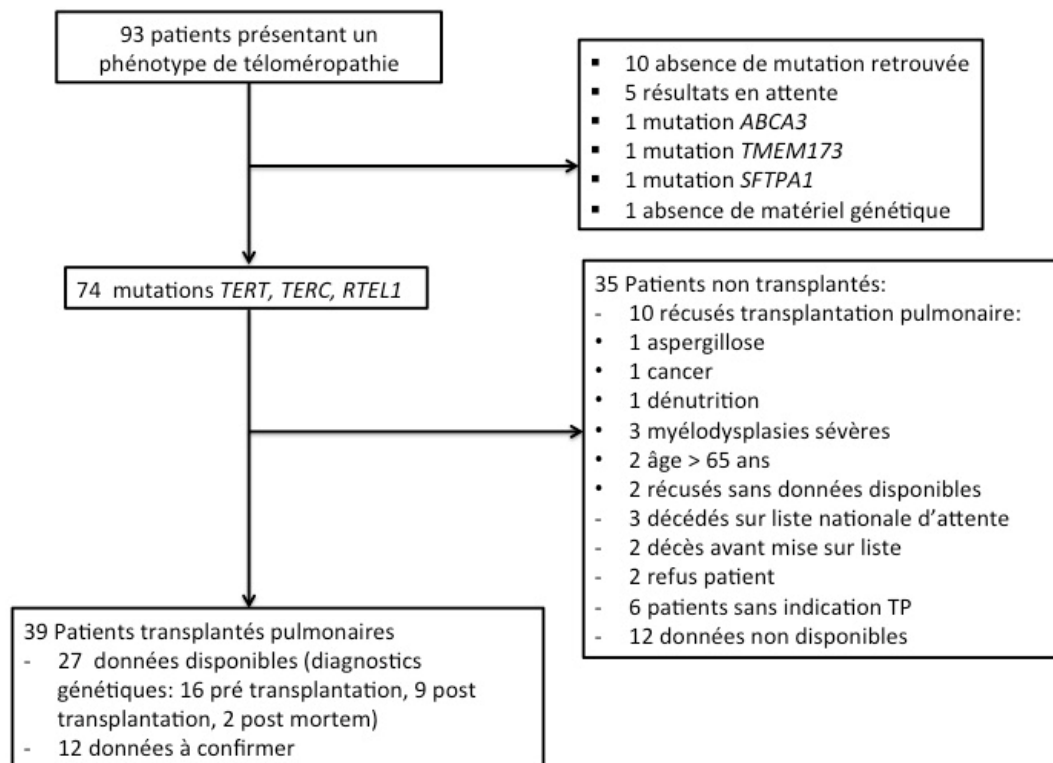 93 patients présentant un
phénotype de téloméropathie
▪ 10 absence de mutation retrouvée
▪ 5 résultats en attente
▪ 1 mutation ABCA3
▪ 1 mutation TMEM173
▪ 1 mutation SFTPA1
▪ 1 absence de matériel génétique
74 mutations TERT, TERC, RTEL1
35 Patients non transplantés:
- 10 récusés transplantation pulmonaire:
• 1 aspergillose
• 1 cancer
• 1 dénutrition
• 3 myélodysplasies sévères
• 2 âge > 65 ans
• 2 récusés sans données disponibles
- 3 décédés sur liste nationale d'attente
- 2 décès avant mise sur liste
- 2 refus patient
- 6 patients sans indication TP
- 12 données non disponibles
39 Patients transplantés pulmonaires
- 27 données disponibles (diagnostics
génétiques: 16 pré transplantation, 9 post
transplantation, 2 post mortem)
- 12 données à confirmer